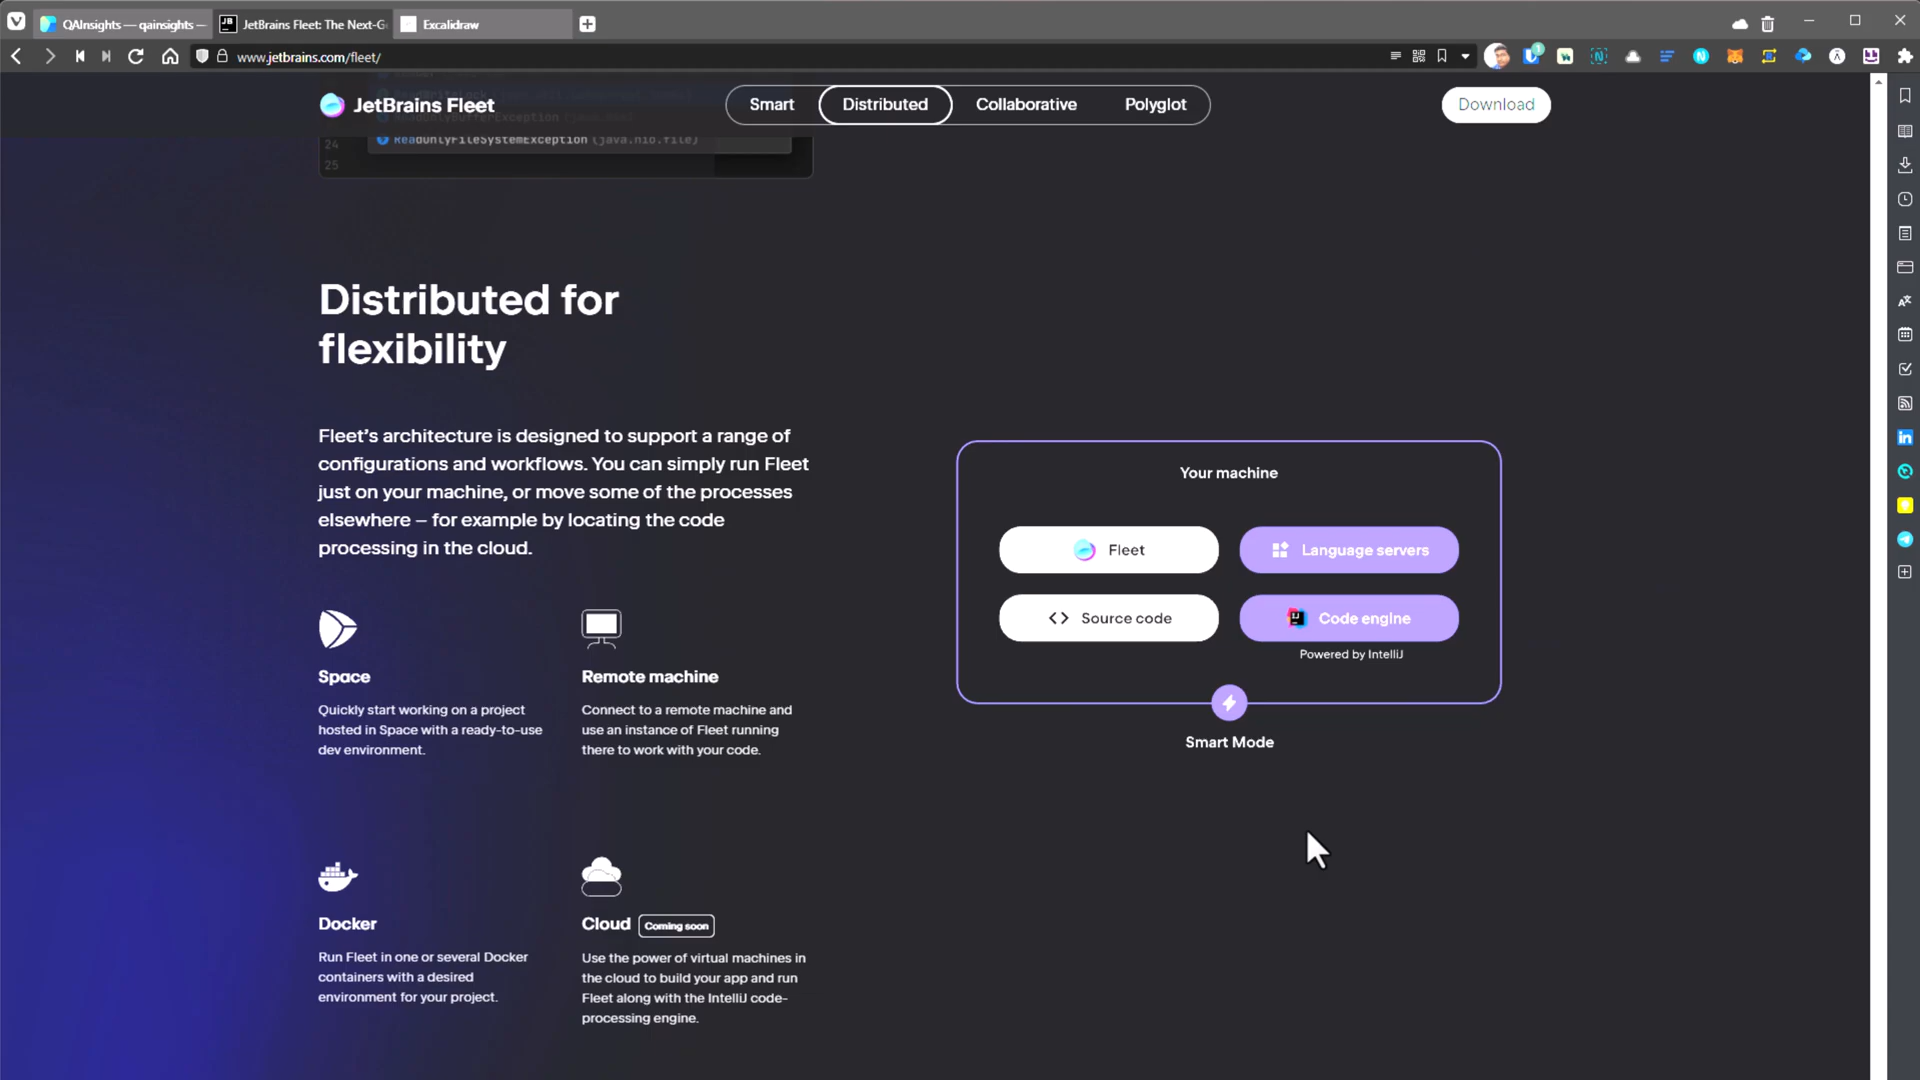 QAInsights — qainsights —
JetBrains Fleet: The Next-G
Excalidraw
www.jetbrains.com/fleet/
JetBrains Fleet
Smart
Distributed
Collaborative
Polyglot
Download
ReadOnlyBufferException
24
ReadOnlyFileSystemException (java.nio.file)
25
Distributed for
flexibility
Fleet's architecture is designed to support a range of
configurations and workflows. You can simply run Fleet
just on your machine, or move some of the processes
elsewhere – for example by locating the code
processing in the cloud.
Space
Quickly start working on a project
hosted in Space with a ready-to-use
dev environment.
Remote machine
Connect to a remote machine and
use an instance of Fleet running
there to work with your code.
Docker
Run Fleet in one or several Docker
containers with a desired
environment for your project.
Cloud Coming soon
Use the power of virtual machines in
the cloud to build your app and run
Fleet along with the IntelliJ code-
processing engine.
Your machine
Fleet
Language servers
Source code
Code engine
Powered by IntelliJ
Smart Mode